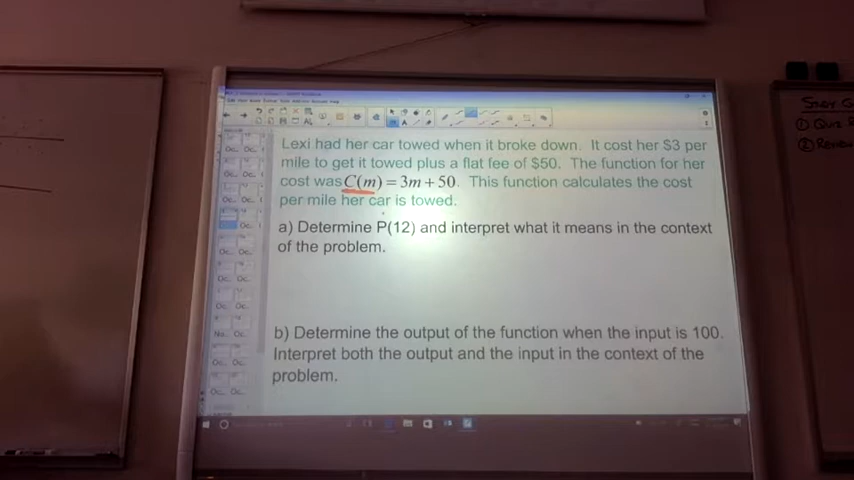 Lexi had her car towed when it broke down. It cost her $3 per
mile to get it towed plus a flat fee of $50. The function for her
cost was C(m) = 3m + 50. This function calculates the cost
per mile her car is towed.
a) Determine P(12) and interpret what it means in the context
of the problem.
b) Determine the output of the function when the input is 100.
Interpret both the output and the input in the context of the
problem.
① Quiz
② Review